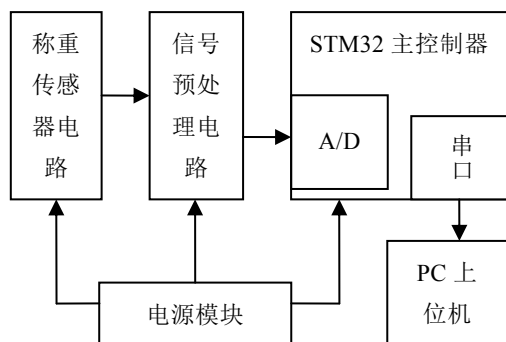 称重
传感
器电
路
信号
预处
理电
路
STM32 主控制器
A/D
串
口
电源模块
PC 上
位机